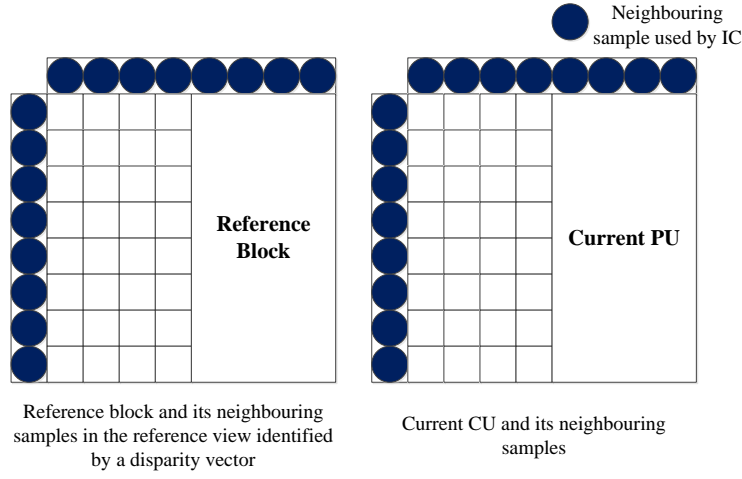 Neighbouring
sample used by IC
Reference
Block
Current PU
Reference block and its neighbouring
samples in the reference view identified
by a disparity vector
Current CU and its neighbouring
samples